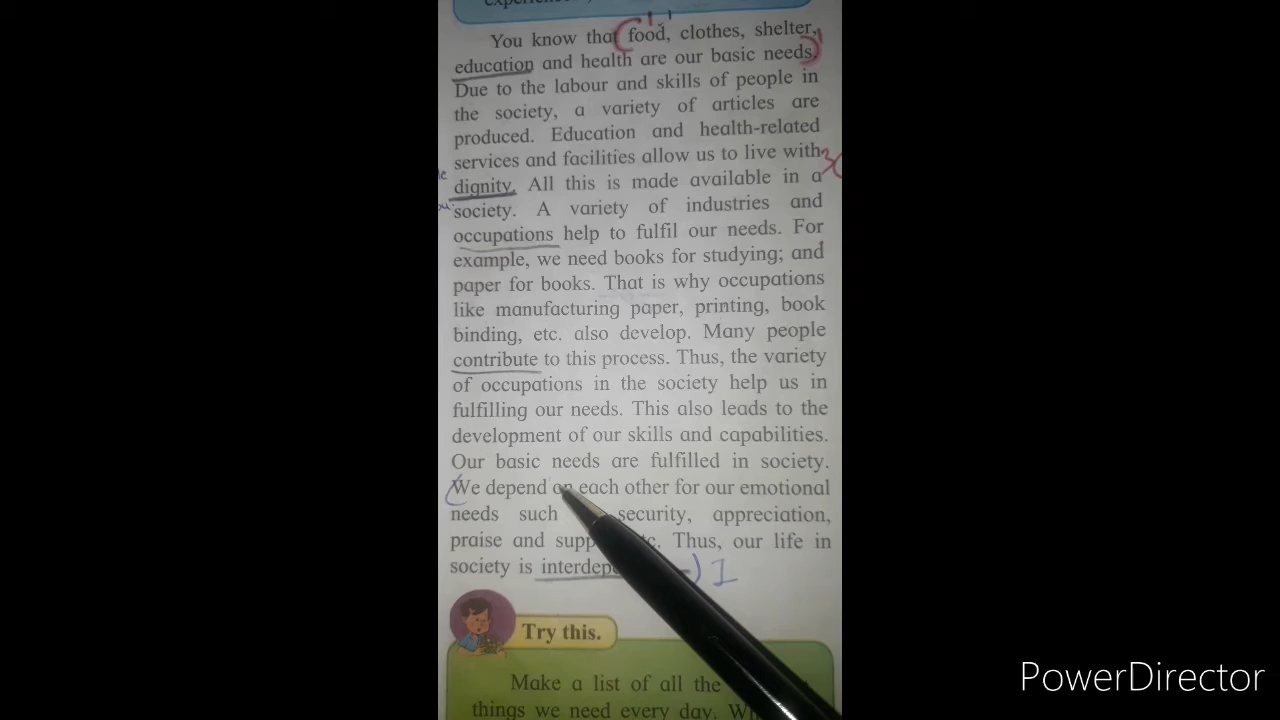 You know that food, clothes, shelter,
education and health are our basic needs.
Due to the labour and skills of people in
the society, a variety of articles are
produced. Education and health-related
services and facilities allow us to live with
dignity. All this is made available in a
society. A variety of industries and
occupations help to fulfil our needs. For
example, we need books for studying; and
paper for books. That is why occupations
like manufacturing paper, printing, book
binding, etc. also develop. Many people
contribute to this process. Thus, the variety
of occupations in the society help us in
fulfilling our needs. This also leads to the
development of our skills and capabilities.
Our basic needs are fulfilled in society.
We depend on each other for our emotional
needs such security, appreciation,
praise and Thus, our life in
society is
Try this.
Make a list of all the
things we need every day.
PowerDirector